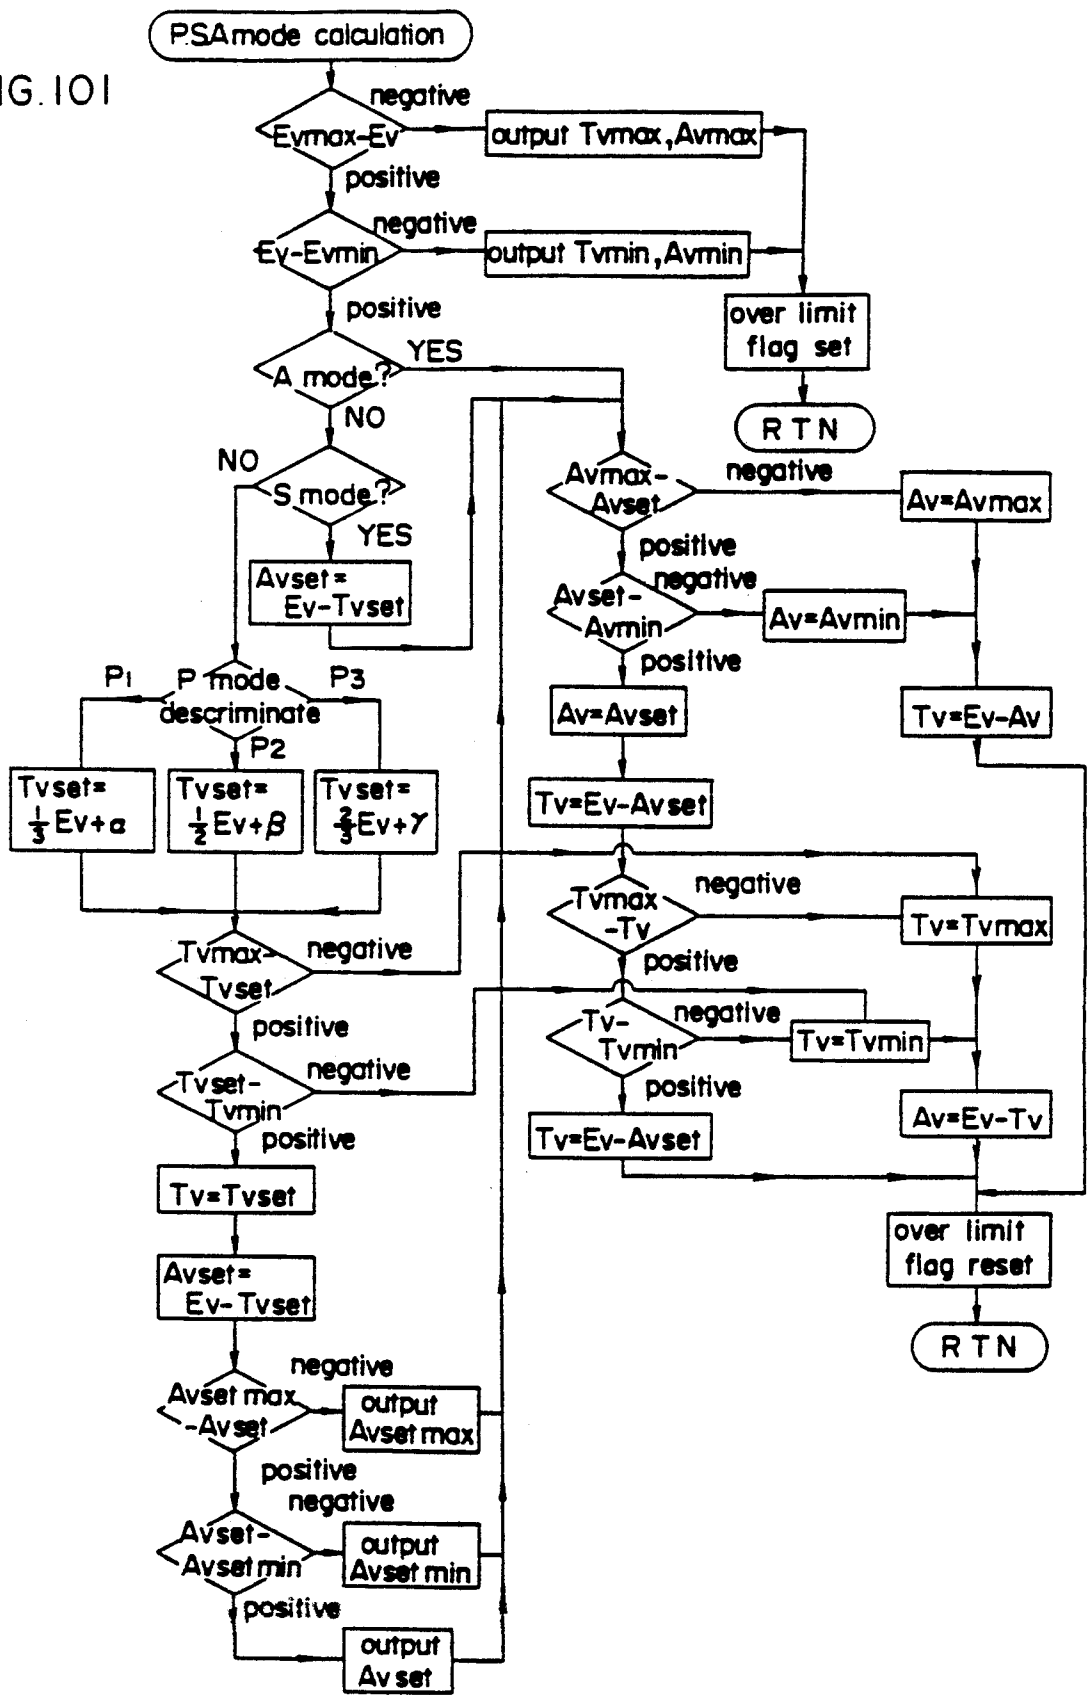 P.S.A mode calculation
IG. 101
negative
Evmax-Ev
output Tvmax, Avmax
positive
negative
Ev-Evmin
output Tvmin, Avmin
positive
over limit
flag set
YES
A mode?
NO
R T N
NO
S mode?
YES
Avset=
Ev-Tvset
Avmax-
Avset
negative
Av=Avmax
positive
negative
Avset-
Avmin
Av=Avmin
positive
P1
P mode
descriminate
P3
P2
Av=Avset
Tv=Ev-Av
Tvset=
1/3 Ev+α
Tvset=
1/2 Ev+β
Tvset=
2/3 Ev+γ
Tv=Ev-Avset
Tvmax
-Tv
negative
Tv=Tvmax
positive
Tvmax-
Tvset
negative
positive
Tv-
Tvmin
negative
Tv=Tvmin
positive
Tvset-
Tvmin
negative
positive
Tv=Ev-Avset
Av=Ev-Tv
Tv=Tvset
over limit
flag reset
Avset=
Ev-Tvset
R T N
negative
Avset max
-Avset
output
Avset max
positive
negative
Avset-
Avset min
output
Avset min
positive
output
Avset